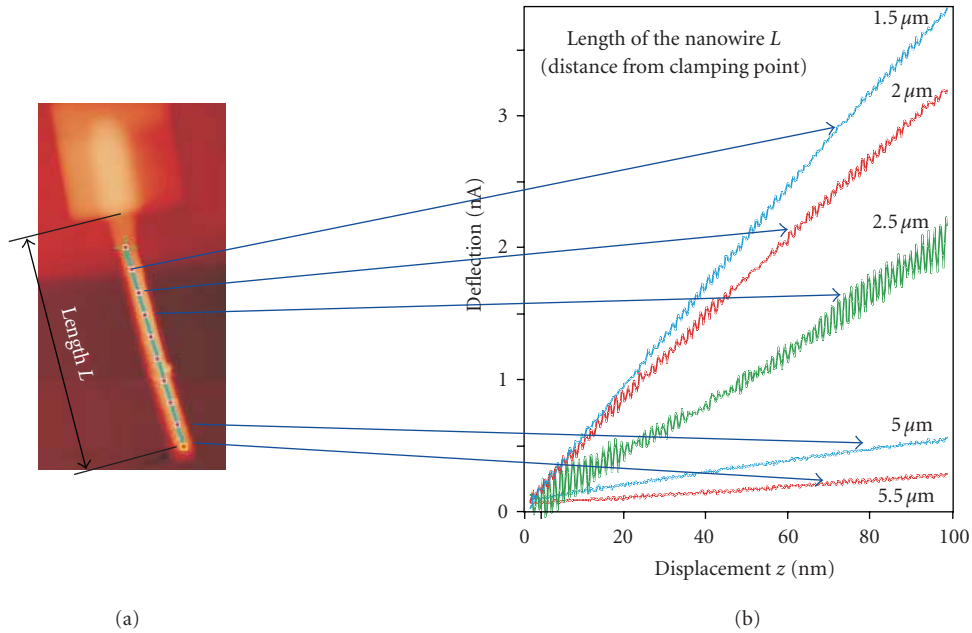 Length L
(a)
Length of the nanowire L
(distance from clamping point)
1.5 μm
2 μm
2.5 μm
5 μm
5.5 μm
Deflection (nA)
3
2
1
0
0
20
40
60
80
100
Displacement z (nm)
(b)